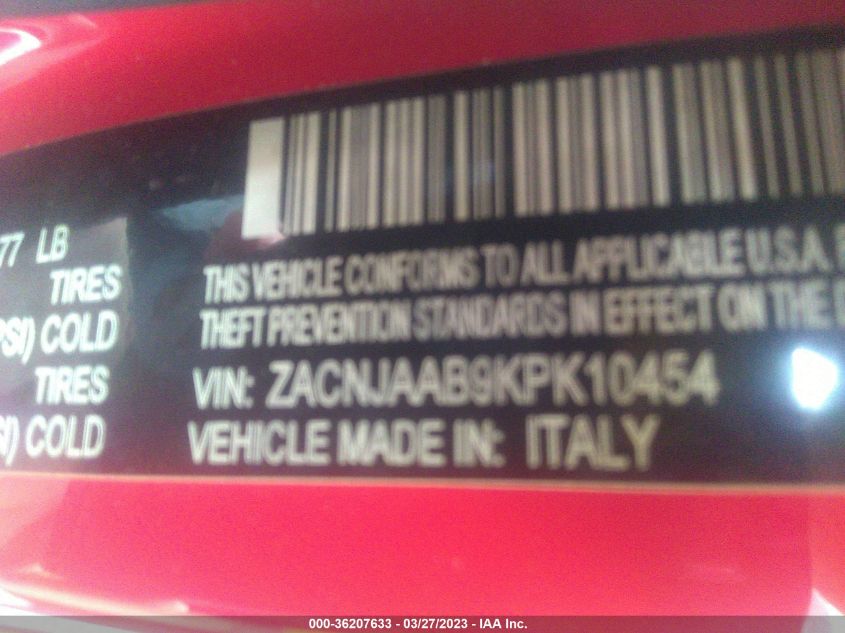 77 LB
TIRES
PSI) COLD
TIRES
SI) COLD
THIS VEHICLE CONFORMS TO ALL APPLICABLE U.S.A.
THEFT PREVENTION STANDARDS IN EFFECT ON THE D
VIN: ZACNJAAB9KPK10454
VEHICLE MADE IN: ITALY
000-36207633 - 03/27/2023 - IAA Inc.